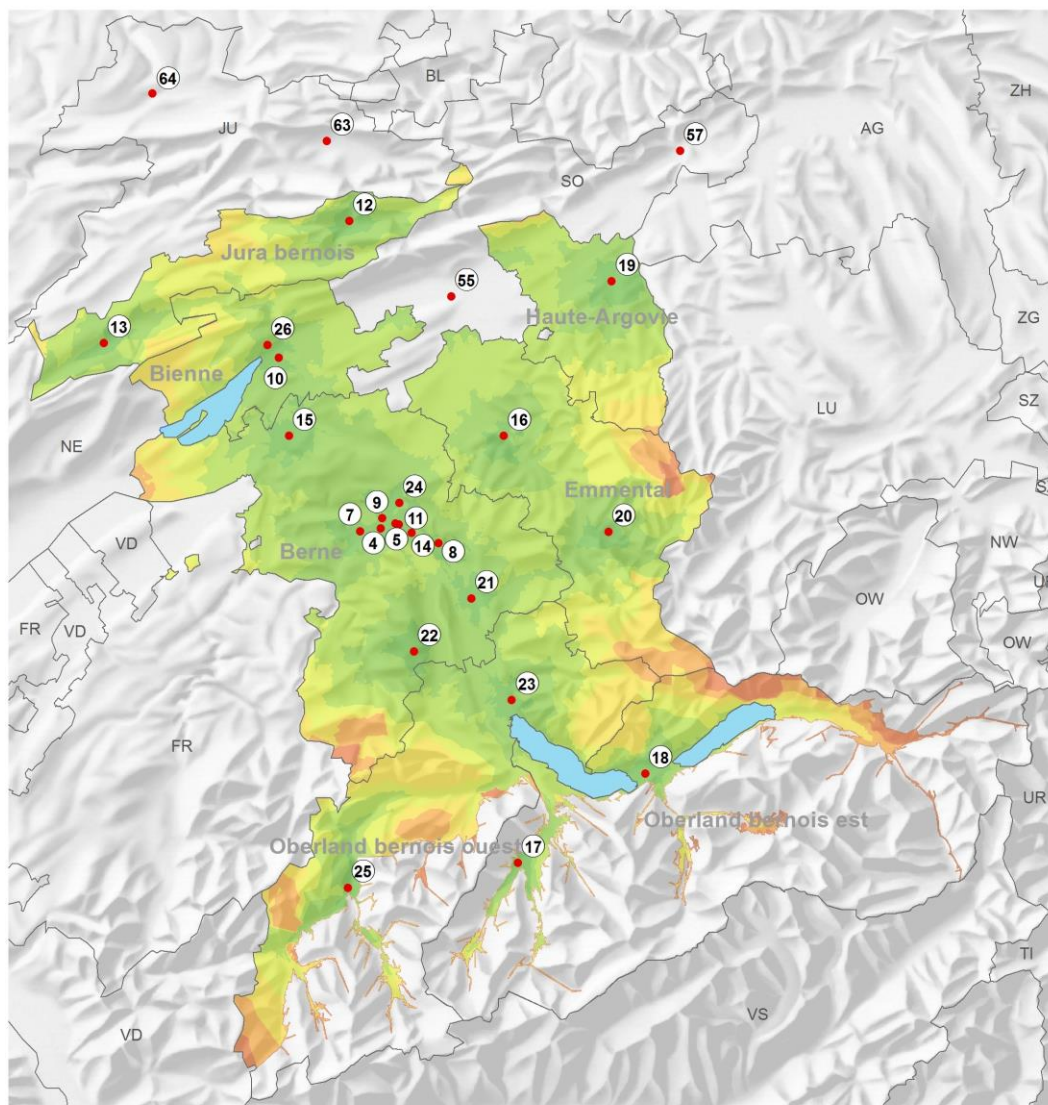 64
BL
ZH
JU
63
57
AG
SO
12
Jura bernois
19
55
Haute-Argovie
13
26
ZG
Bienne
10
SZ
NE
15
16
LU
24
Emmental
9
7
11
20
VD
Berne
4
5
14
8
NW
21
FR
VD
OW
OW
22
23
FR
18
UR
Oberland bernois est
Oberland bernois ouest
17
25
TI
VS
VD